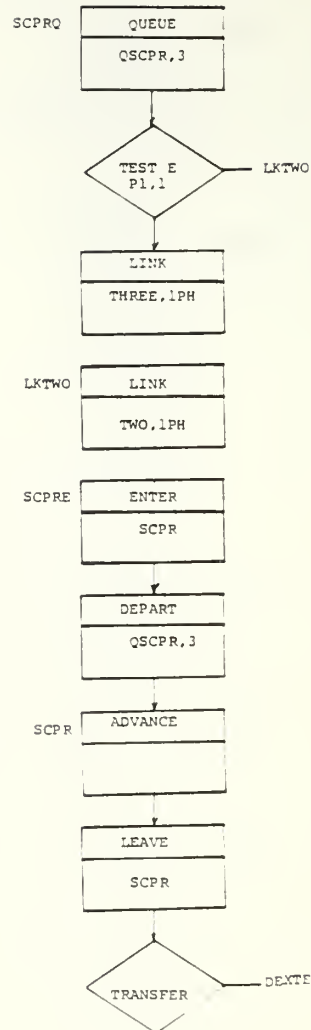 SCPRQ QUEUE
QSCPR,3
TEST E
P1,1
LKTWO
LINK
THREE,1PH
LKTWO LINK
TWO,1PH
SCPRE ENTER
SCPR
DEPART
QSCPR,3
SCPR ADVANCE
LEAVE
SCPR
TRANSFER DEXTE